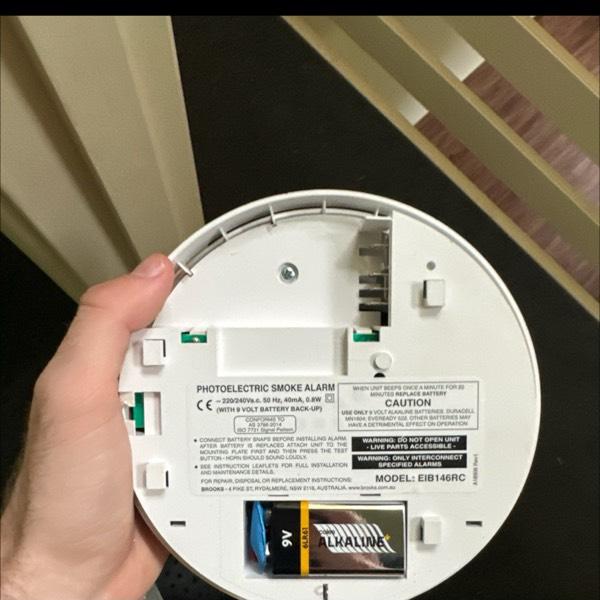 PHOTOELECTRIC SMOKE ALARM
CE ~ 220/240Va.c. 50 Hz, 40mA, 0.8W
(WITH 9 VOLT BATTERY BACK-UP)
CONFORMS TO
AS 3786-2014
ISO 7731 Signal Pattern
• CONNECT BATTERY SNAPS BEFORE INSTALLING ALARM.
AFTER BATTERY IS REPLACED ATTACH UNIT TO THE
MOUNTING PLATE FIRST AND THEN PRESS THE TEST
BUTTON - HORN SHOULD SOUND LOUDLY.
• SEE INSTRUCTION LEAFLETS FOR FULL INSTALLATION
AND MAINTENANCE DETAILS.
FOR REPAIR, DISPOSAL OR REPLACEMENT INSTRUCTIONS:
BROOKS - 4 PIKE ST, RYDALMERE, NSW 2116, AUSTRALIA. www.brooks.com.au
WHEN UNIT BEEPS ONCE A MINUTE FOR
MINUTES REPLACE BATTERY
CAUTION
USE ONLY 9 VOLT ALKALINE BATTERIES. DURACELL
MN1604, EVEREADY 522. OTHER BATTERIES MAY
HAVE A DETRIMENTAL EFFECT ON OPERATION
WARNING: DO NOT OPEN UNIT
- LIVE PARTS ACCESSIBLE -
WARNING: ONLY INTERCONNECT
SPECIFIED ALARMS
MODEL: EIB146RC
9V
6LR61
ALKALINE+